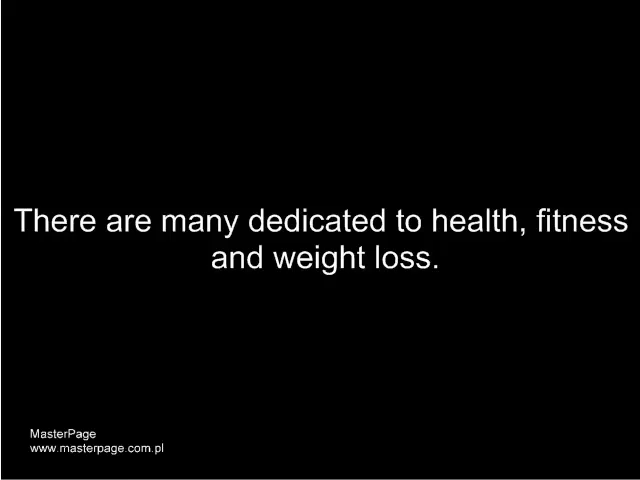 There are many dedicated to health, fitness
and weight loss.
MasterPage
www.masterpage.com.pl